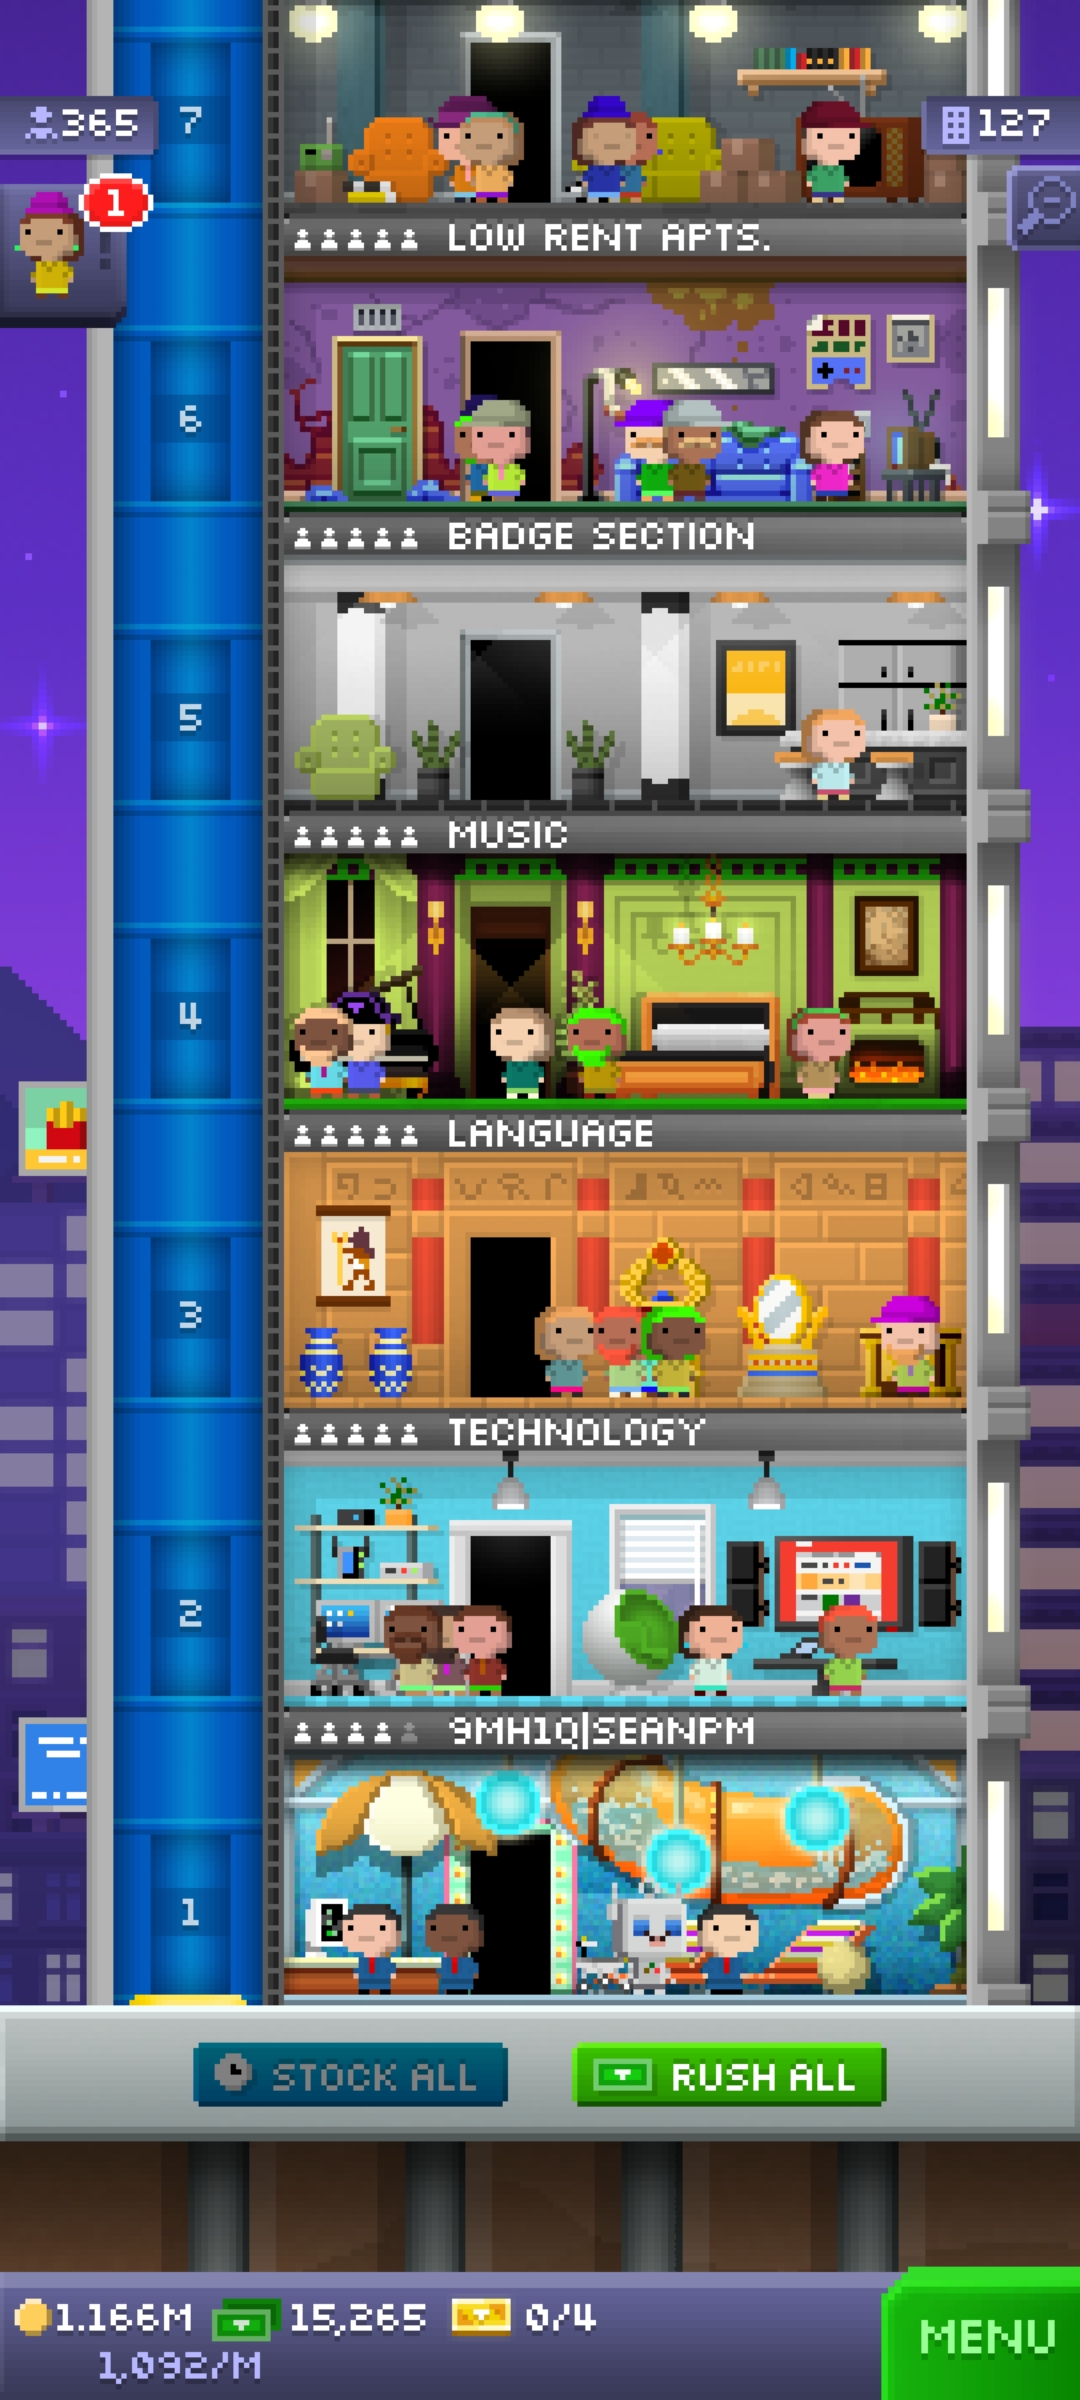 365
7
127
1
LOW RENT APTS.
6
BADGE SECTION
5
MUSIC
4
LANGUAGE
3
TECHNOLOGY
2
9MH1Q|SEANPM
1
STOCK ALL
RUSH ALL
1.166M 15,265 0/4
1,092/M
MENU